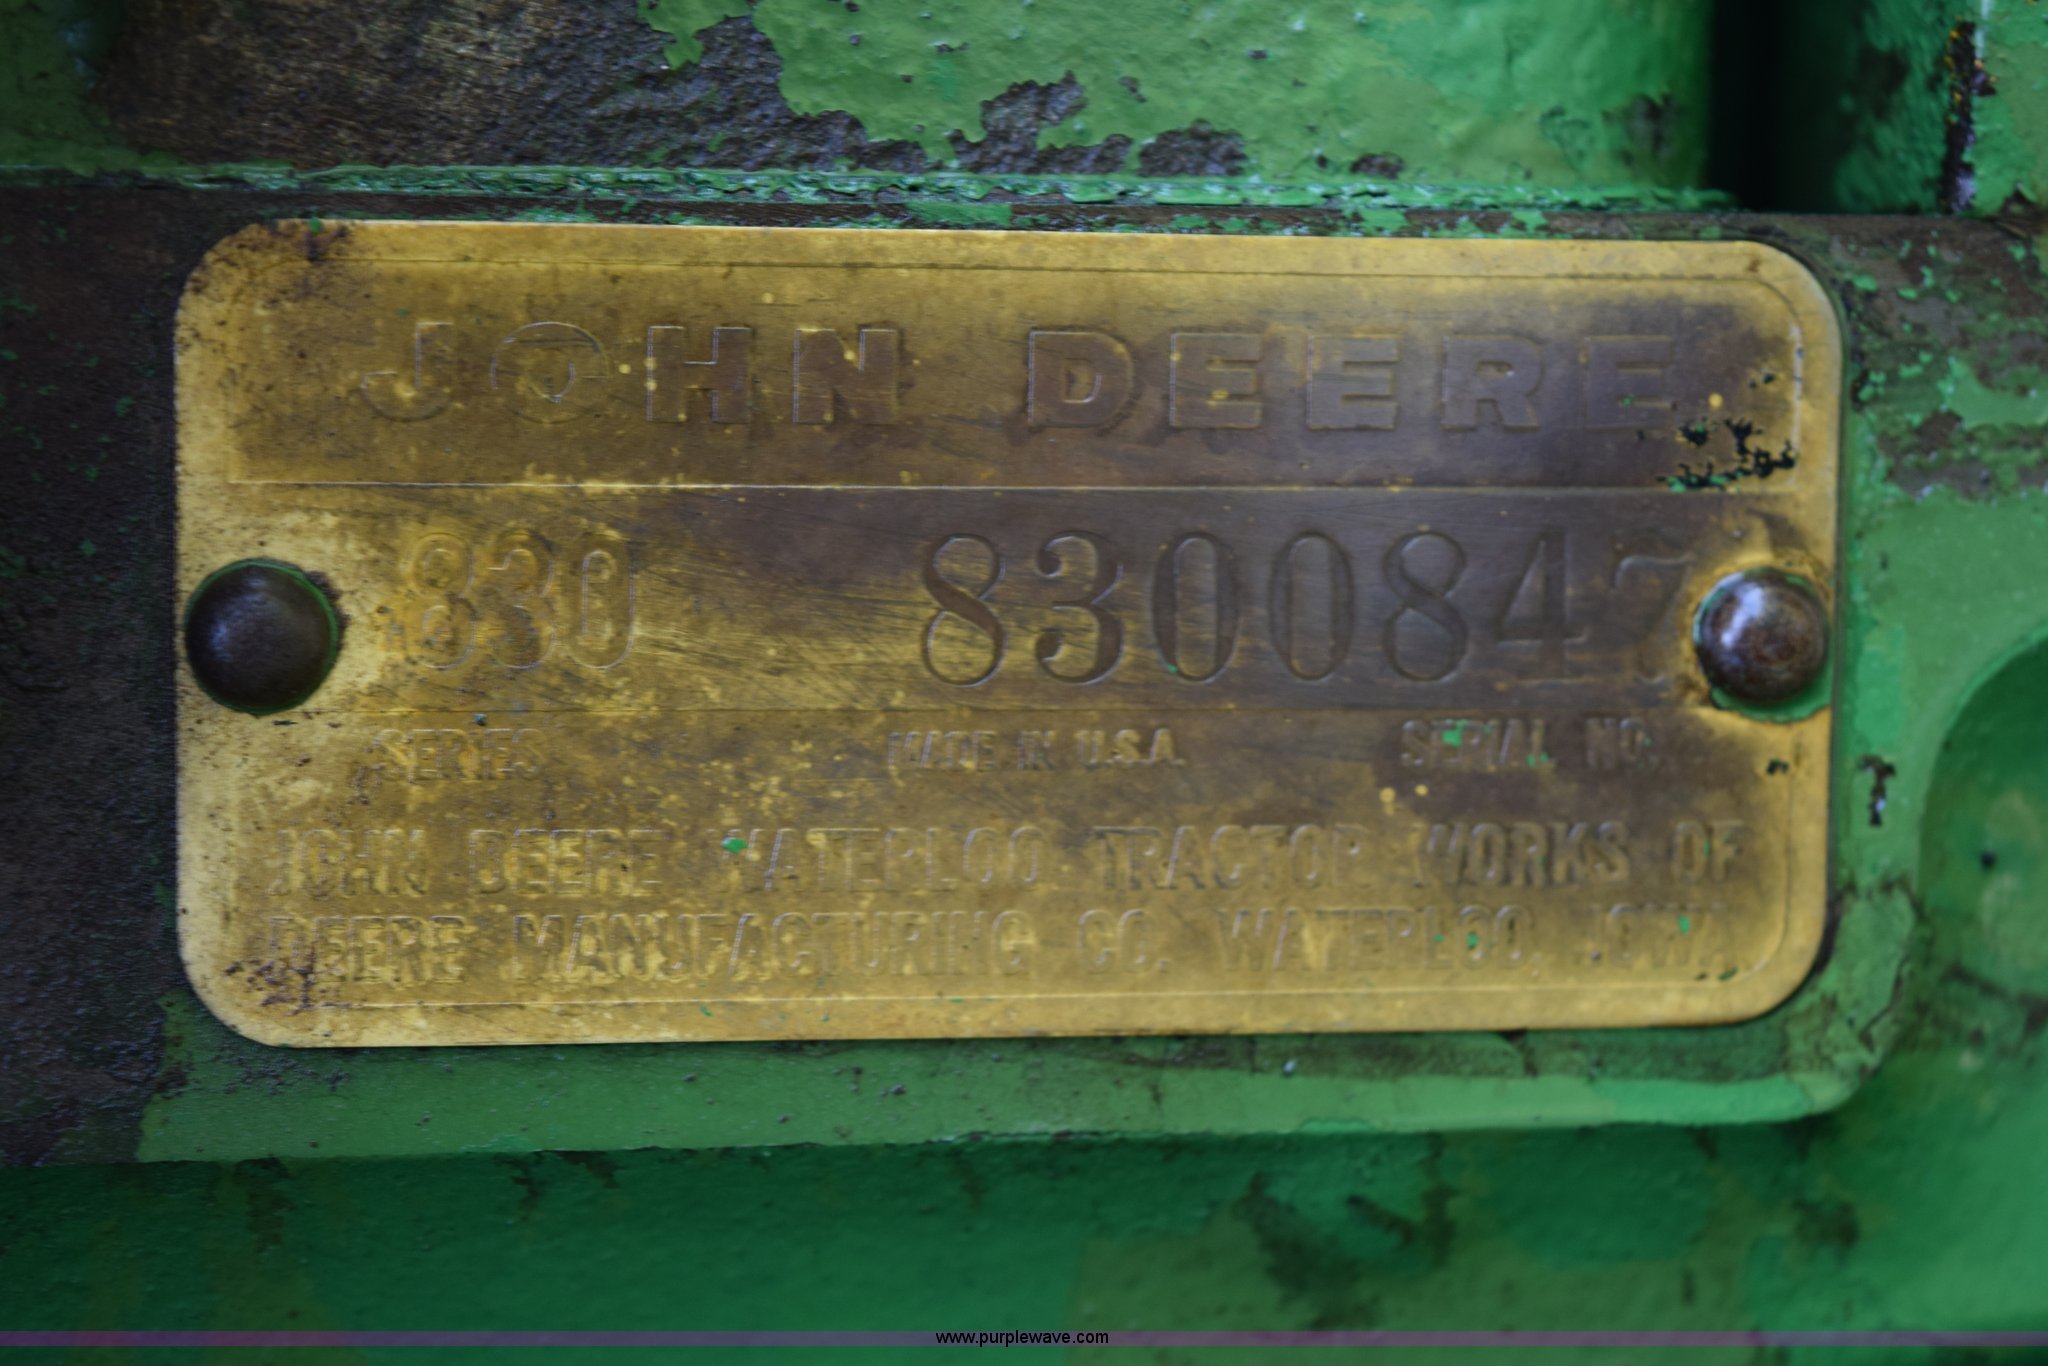 JOHN DEERE
830 8300847
SERIES MADE IN U.S.A. SERIAL NO.
JOHN DEERE WATERLOO TRACTOR WORKS OF
DEERE MANUFACTURING CO. WATERLOO, IOWA
www.purplewave.com